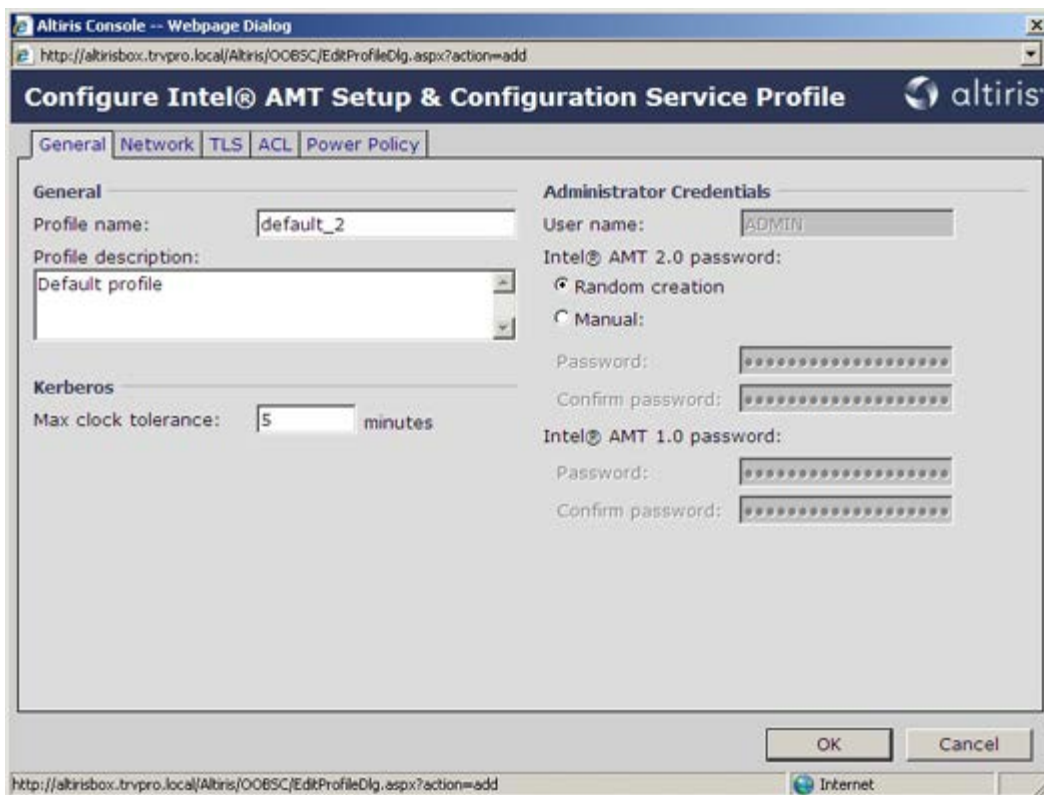 Altiris Console -- Webpage Dialog
http://altirisbox.trvpro.local/Altiris/OOBSC/EditProfileDlg.aspx?action=add
Configure Intel® AMT Setup & Configuration Service Profile
altiris
General Network TLS ACL Power Policy
General
Profile name: default_2
Profile description:
Default profile
Kerberos
Max clock tolerance: 5 minutes
Administrator Credentials
User name: ADMIN
Intel® AMT 2.0 password:
Random creation
Manual:
Password:
Confirm password:
Intel® AMT 1.0 password:
Password:
Confirm password:
OK Cancel
http://altirisbox.trvpro.local/Altiris/OOBSC/EditProfileDlg.aspx?action=add Internet